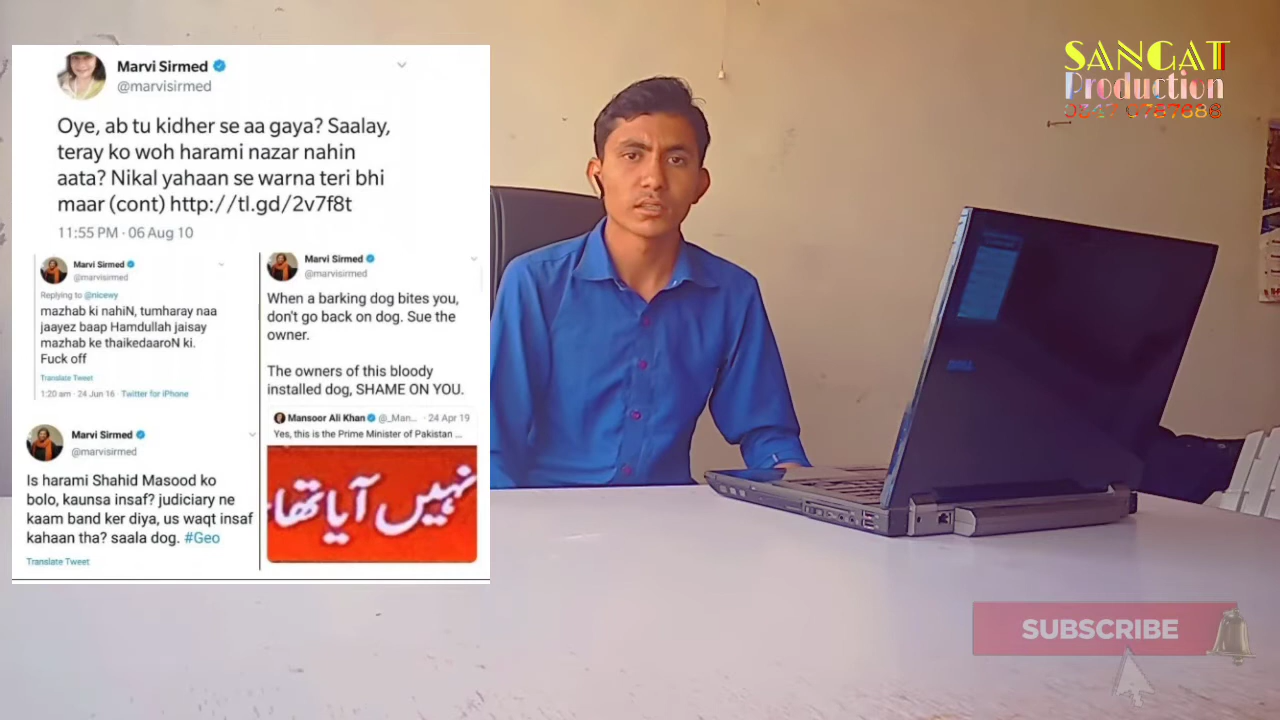 SANGAT
Production
Marvi Sirmed
@marvisirmed
Oye, ab tu kidher se aa gaya? Saalay,
teray ko woh harami nazar nahin
aata? Nikal yahaan se warna teri bhi
maar (cont) http://tl.gd/2v7f8t
11:55 PM · 06 Aug 10
Marvi Sirmed
@marvisirmed
Replying to @nicewy
mazhab ki nahiN, tumharay naa
jaayez baap Hamdullah jaisay
mazhab ke thaikedaaroN ki.
Fuck off
Translate Tweet
1:20 am · 24 Jun 16 Twitter for iPhone
Marvi Sirmed
@marvisirmed
When a barking dog bites you,
don't go back on dog. Sue the
owner.
The owners of this bloody
installed dog, SHAME ON YOU.
Mansoor Ali Khan @_Man... · 24 Apr 19
Yes, this is the Prime Minister of Pakistan ...
نہیں آیا تھا
Marvi Sirmed
@marvisirmed
Is harami Shahid Masood ko
bolo, kaunsa insaf? judiciary ne
kaam band ker diya, us waqt insaf
kahaan tha? saala dog. #Geo
Translate Tweet
DELL
SUBSCRIBE